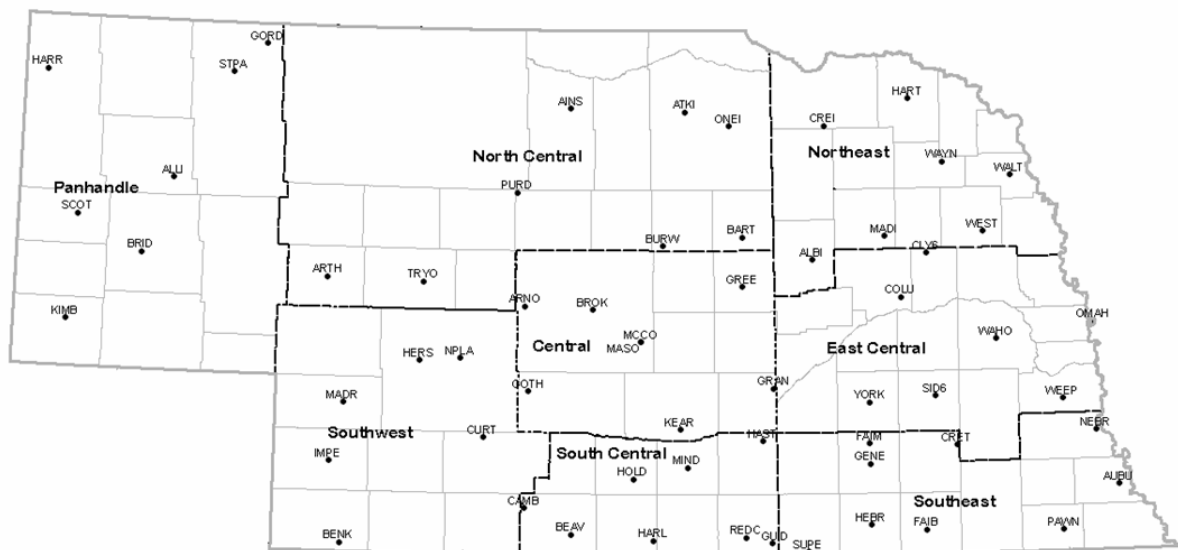 GORD
HARR
STPA
HART
AINS
ATKI
ONEI
CREI
North Central
Northeast
WAYN
WALT
ALLI
Panhandle
PURD
SCOT
WEST
MADI
BART
BURW
BRID
CLY6
ALBI
ARTH
TRYO
GREE
COLU
ARNO
BROK
KIMB
OMAH
MCCO
WAHO
MASO
Central
East Central
HERS
NPLA
GOTH
GRAN
YORK
SID6
WEEP
MADR
KEAR
NEBR
Southwest
CURT
HAST
FAIM
CRET
IMPE
South Central
MIND
GENE
HOLD
AUBU
CAMB
Southeast
BENK
BEAV
HARL
REDC
GUID
SUPE
HEBR
FAIB
PAWN